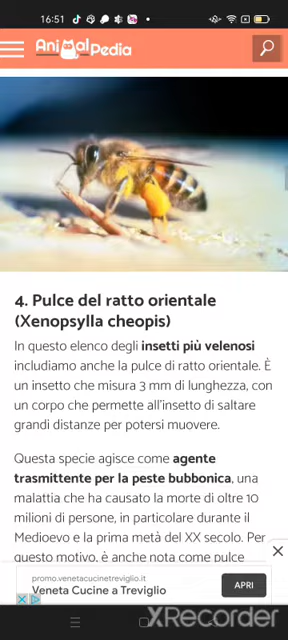 16:51
AnimalPedia
4. Pulce del ratto orientale
(Xenopsylla cheopis)
In questo elenco degli insetti più velenosi
includiamo anche la pulce di ratto orientale. È
un insetto che misura 3 mm di lunghezza, con
un corpo che permette all'insetto di saltare
grandi distanze per potersi muovere.
Questa specie agisce come agente
trasmittente per la peste bubbonica, una
malattia che ha causato la morte di oltre 10
milioni di persone, in particolare durante il
Medioevo e la prima metà del XX secolo. Per
questo motivo, è anche nota come pulce
promo.venetacucinetreviglio.it
Veneta Cucine a Treviglio
APRI
XRecorder